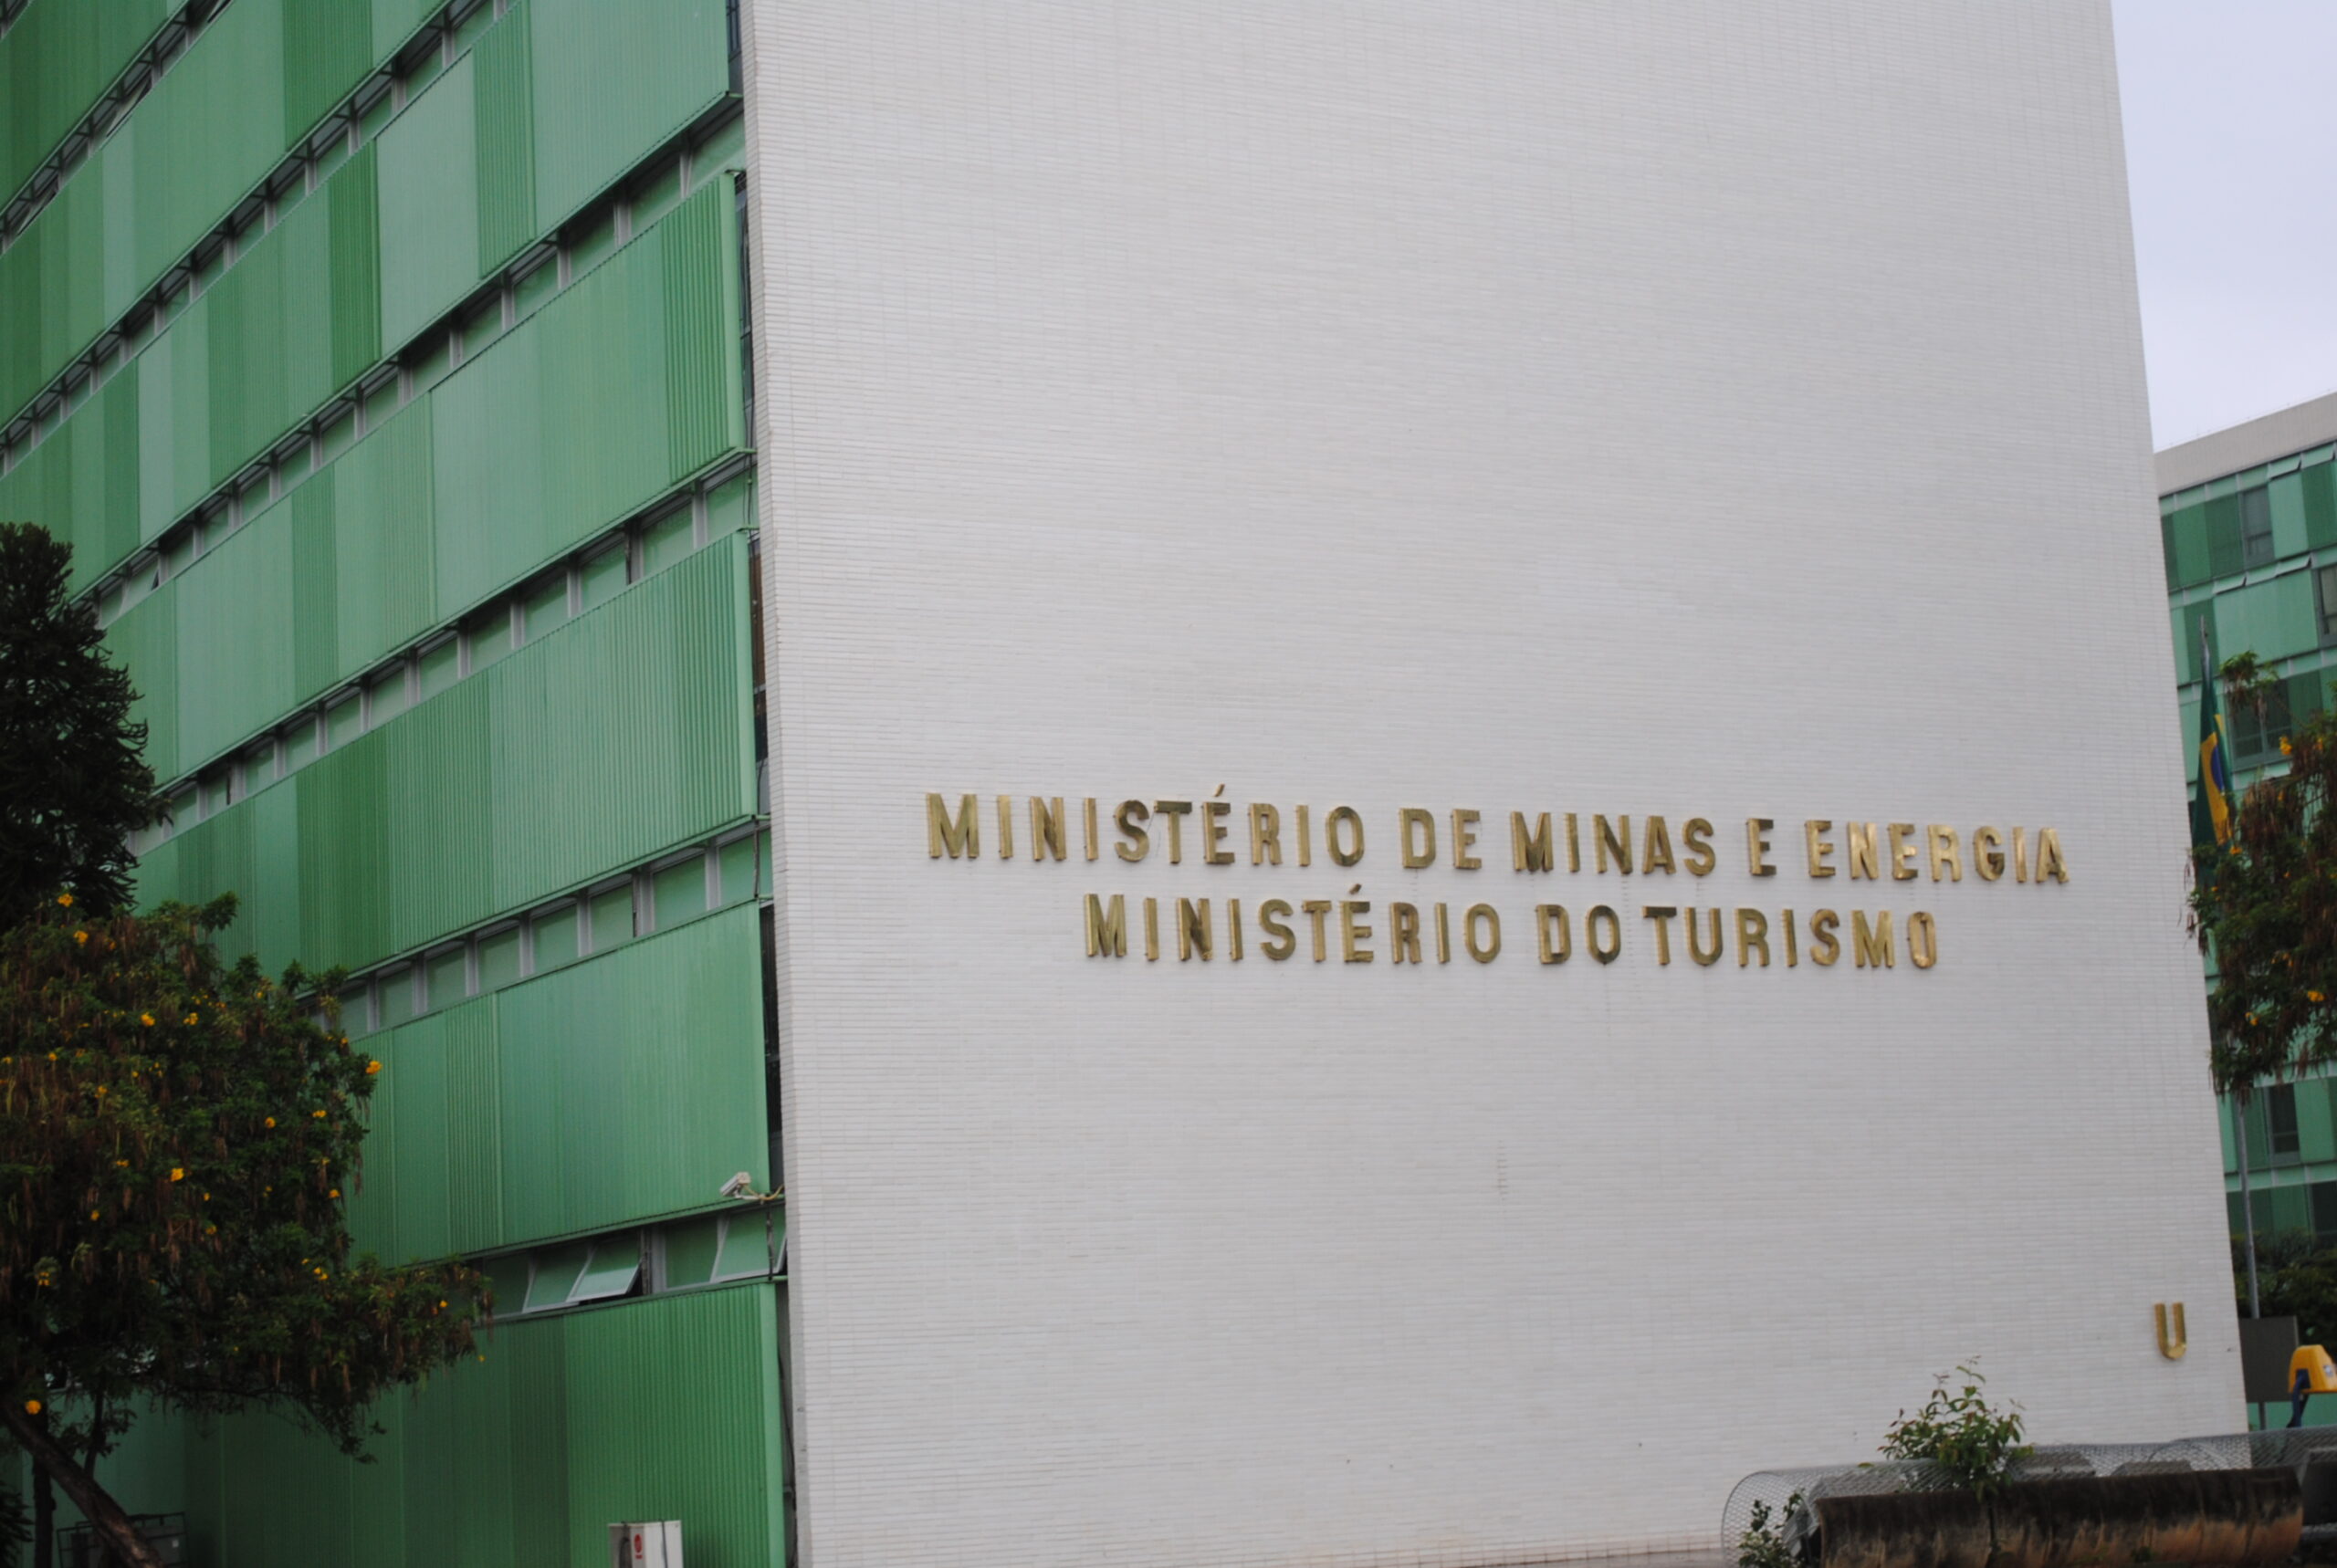 MINISTÉRIO DE MINAS E ENERGIA
MINISTÉRIO DO TURISMO
U